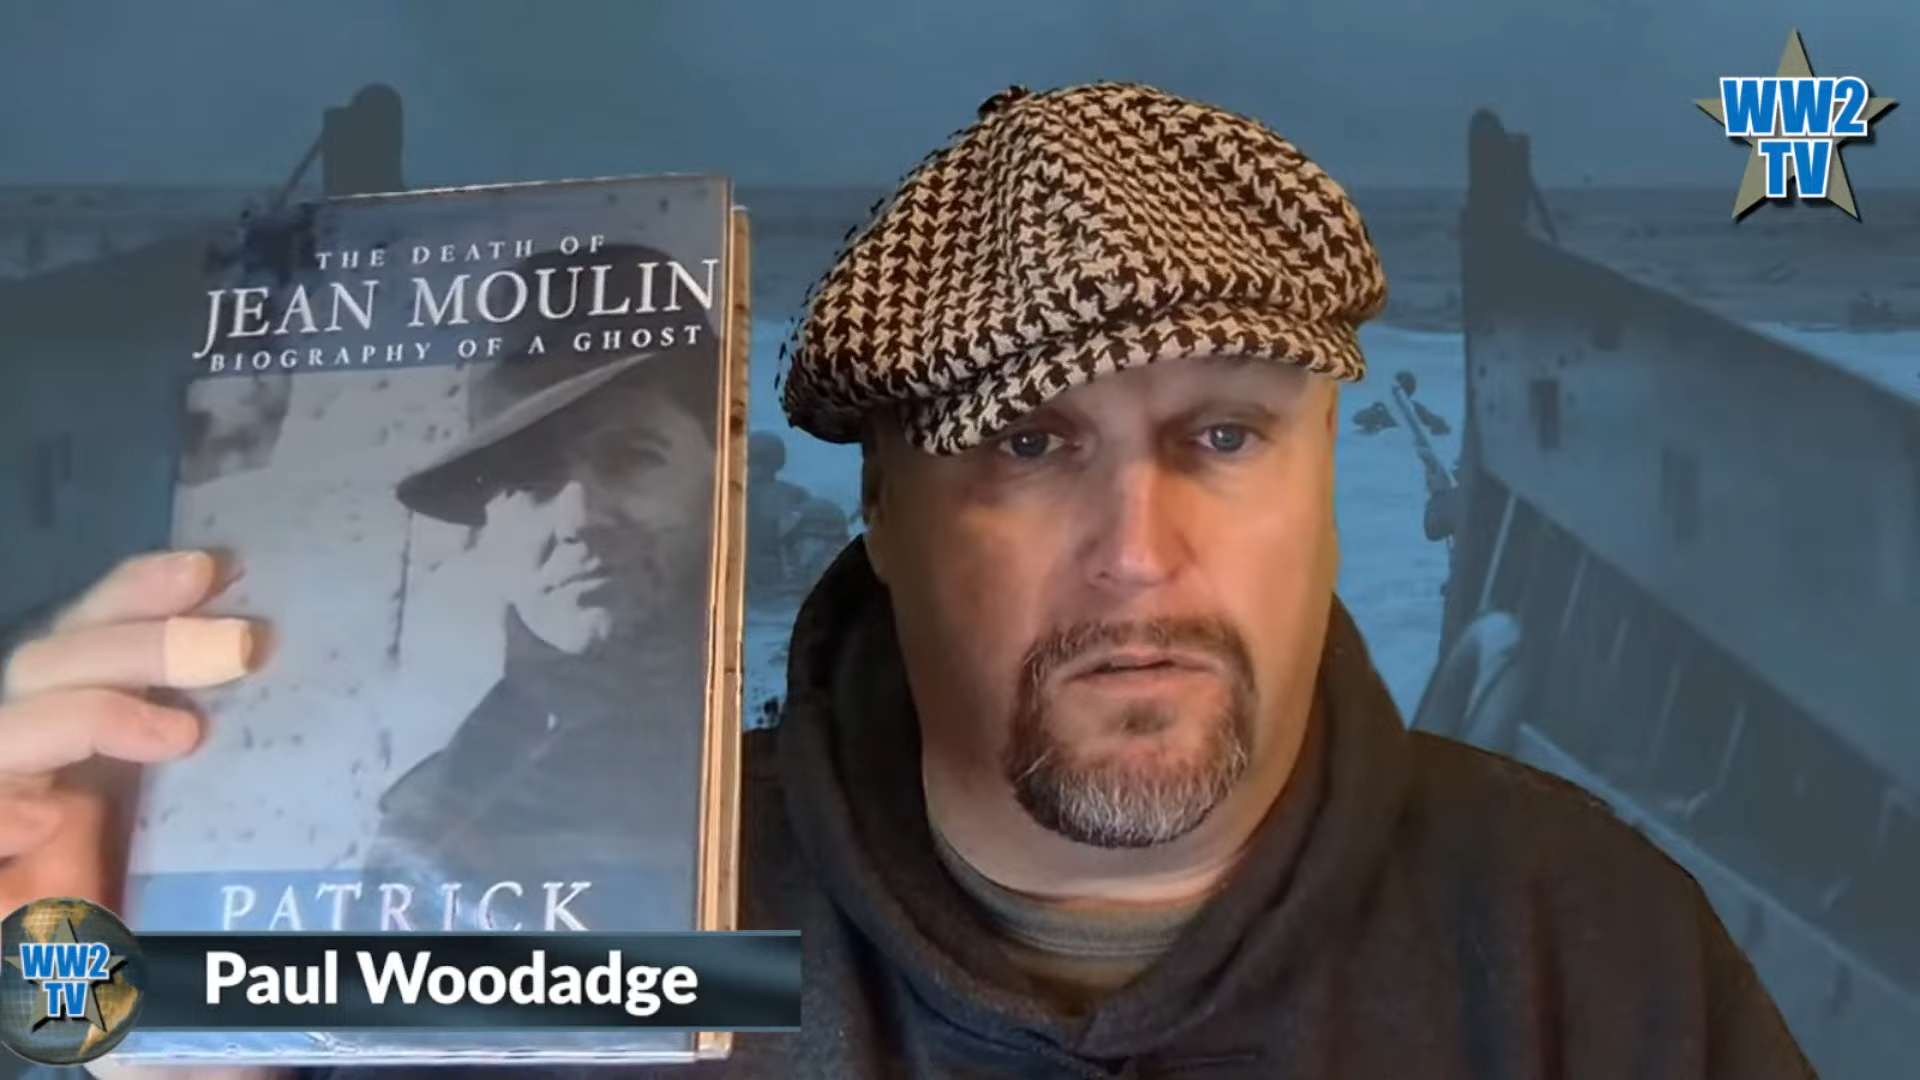 WW2
TV
THE DEATH OF
JEAN MOULIN
BIOGRAPHY OF A GHOST
PATRICK
WW2
TV
Paul Woodadge